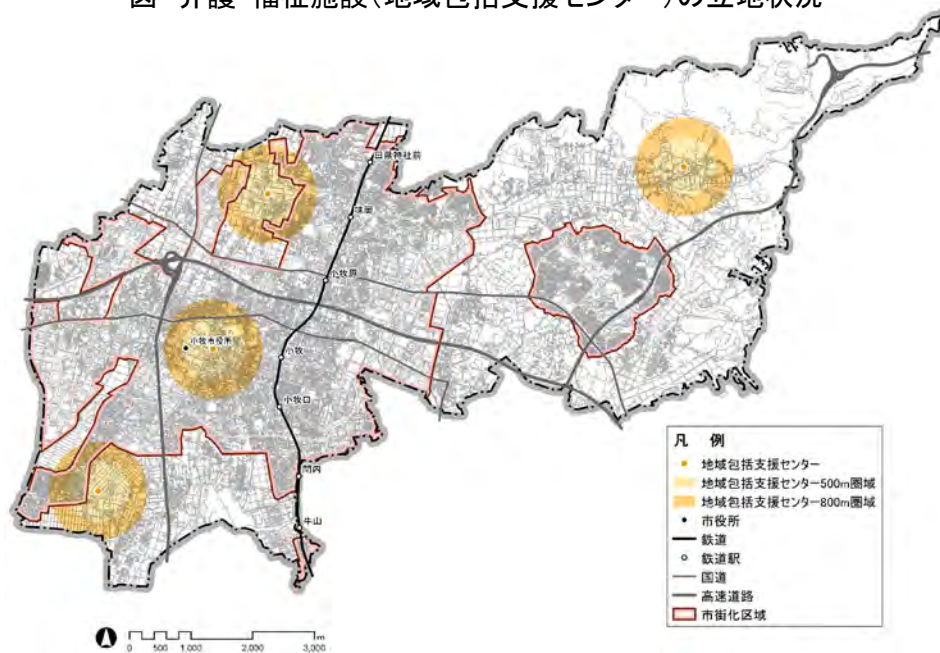 図 介護・福祉施設(地域包括支援センター)の立地状況
田県神社前
味岡
小牧原
小牧市役所
小牧
小牧口
間内
牛山
凡 例
地域包括支援センター
地域包括支援センター500m圏域
地域包括支援センター800m圏域
市役所
鉄道
鉄道駅
国道
高速道路
市街化区域
0 500 1,000 2,000 3,000 m